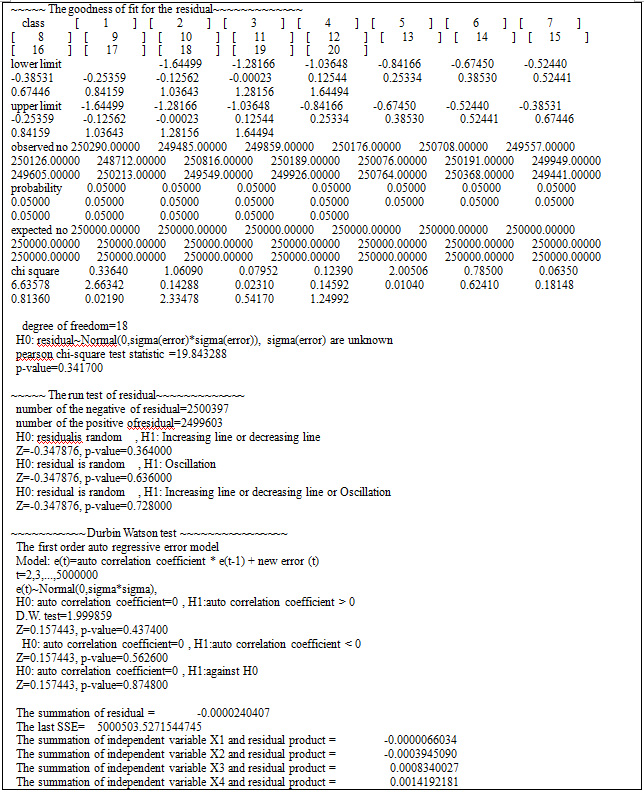 ~~~~~ The goodness of fit for the residual~~~~~~~~~~~~~~
class [ 1 ] [ 2 ] [ 3 ] [ 4 ] [ 5 ] [ 6 ] [ 7 ]
[ 8 ] [ 9 ] [ 10 ] [ 11 ] [ 12 ] [ 13 ] [ 14 ] [ 15 ]
[ 16 ] [ 17 ] [ 18 ] [ 19 ] [ 20 ]
lower limit -1.64499 -1.28166 -1.03648 -0.84166 -0.67450 -0.52440
-0.38531 -0.25359 -0.12562 -0.00023 0.12544 0.25334 0.38530 0.52441
0.67446 0.84159 1.03643 1.28156 1.64494
upper limit -1.64499 -1.28166 -1.03648 -0.84166 -0.67450 -0.52440 -0.38531
-0.25359 -0.12562 -0.00023 0.12544 0.25334 0.38530 0.52441 0.67446
0.84159 1.03643 1.28156 1.64494
observed no 250290.00000 249485.00000 249859.00000 250176.00000 250708.00000 249557.00000
250126.00000 248712.00000 250816.00000 250189.00000 250076.00000 250191.00000 249949.00000
249605.00000 250213.00000 249549.00000 249926.00000 250764.00000 250368.00000 249441.00000
probability 0.05000 0.05000 0.05000 0.05000 0.05000 0.05000 0.05000
0.05000 0.05000 0.05000 0.05000 0.05000 0.05000 0.05000 0.05000
0.05000 0.05000 0.05000 0.05000 0.05000
expected no 250000.00000 250000.00000 250000.00000 250000.00000 250000.00000 250000.00000
250000.00000 250000.00000 250000.00000 250000.00000 250000.00000 250000.00000 250000.00000
250000.00000 250000.00000 250000.00000 250000.00000 250000.00000 250000.00000 250000.00000
chi square 0.33640 1.06090 0.07952 0.12390 2.00506 0.78500 0.06350
6.63578 2.66342 0.14288 0.02310 0.14592 0.01040 0.62410 0.18148
0.81360 0.02190 2.33478 0.54170 1.24992
degree of freedom=18
H0: residual~Normal(0,sigma(error)*sigma(error)), sigma(error) are unknown
pearson chi-square test statistic =19.843288
p-value=0.341700
~~~~~ The run test of residual~~~~~~~~~~~~~
number of the negative of residual=2500397
number of the positive ofresidual=2499603
H0: residualis random , H1: Increasing line or decreasing line
Z=-0.347876, p-value=0.364000
H0: residual is random , H1: Oscillation
Z=-0.347876, p-value=0.636000
H0: residual is random , H1: Increasing line or decreasing line or Oscillation
Z=-0.347876, p-value=0.728000
~~~~~~~~~~~Durbin Watson test ~~~~~~~~~~~~~~~~
The first order auto regressive error model
Model: e(t)=auto correlation coefficient * e(t-1) + new error (t)
t=2,3,...,5000000
e(t)~Normal(0,sigma*sigma),
H0: auto correlation coefficient=0 , H1:auto correlation coefficient > 0
D.W. test=1.999859
Z=0.157443, p-value=0.437400
H0: auto correlation coefficient=0 , H1:auto correlation coefficient < 0
Z=0.157443, p-value=0.562600
H0: auto correlation coefficient=0 , H1:against H0
Z=0.157443, p-value=0.874800
The summation of residual = -0.0000240407
The last SSE= 5000503.5271544745
The summation of independent variable X1 and residual product = -0.0000066034
The summation of independent variable X2 and residual product = -0.0003945090
The summation of independent variable X3 and residual product = 0.0008340027
The summation of independent variable X4 and residual product = 0.0014192181